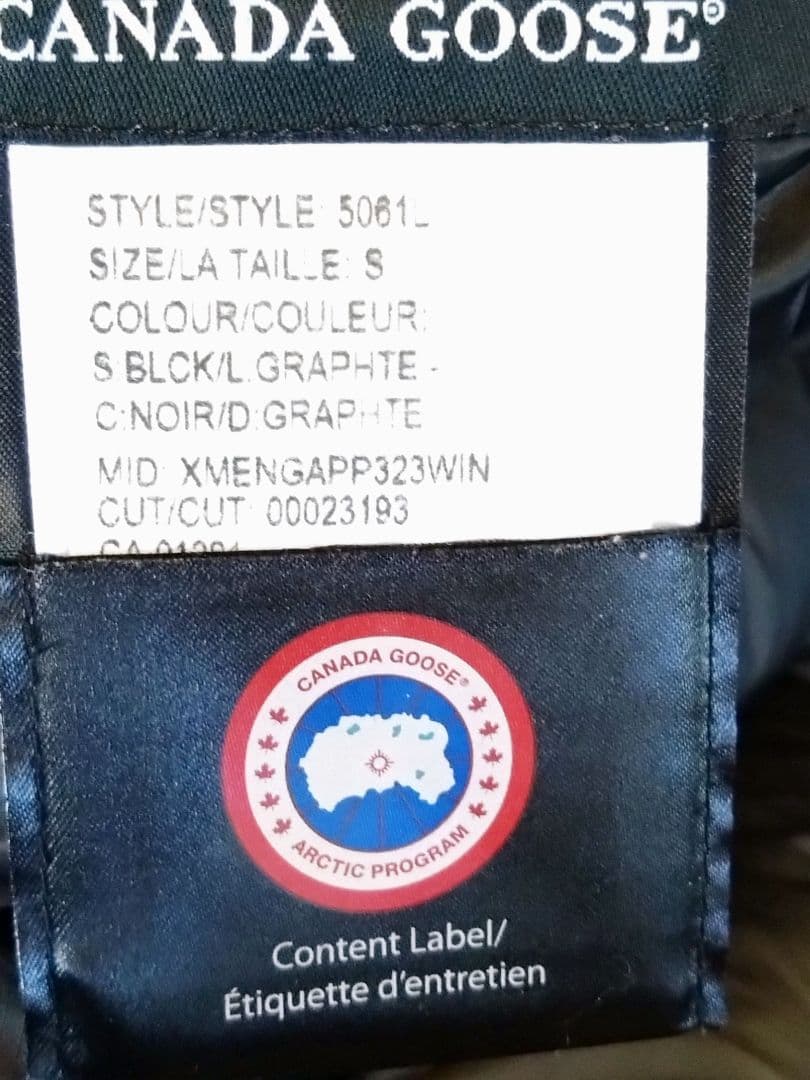 CANADA GOOSE®
STYLE/STYLE: 5061L
SIZE/LA TAILLE: S
COLOUR/COULEUR:
S:BLCK/L:GRAPHTE -
C:NOIR/D:GRAPHTE
MID: XMENGAPP323WIN
CUT/CUT: 00023193
CANADA GOOSE®
ARCTIC PROGRAM
Content Label/
Étiquette d'entretien